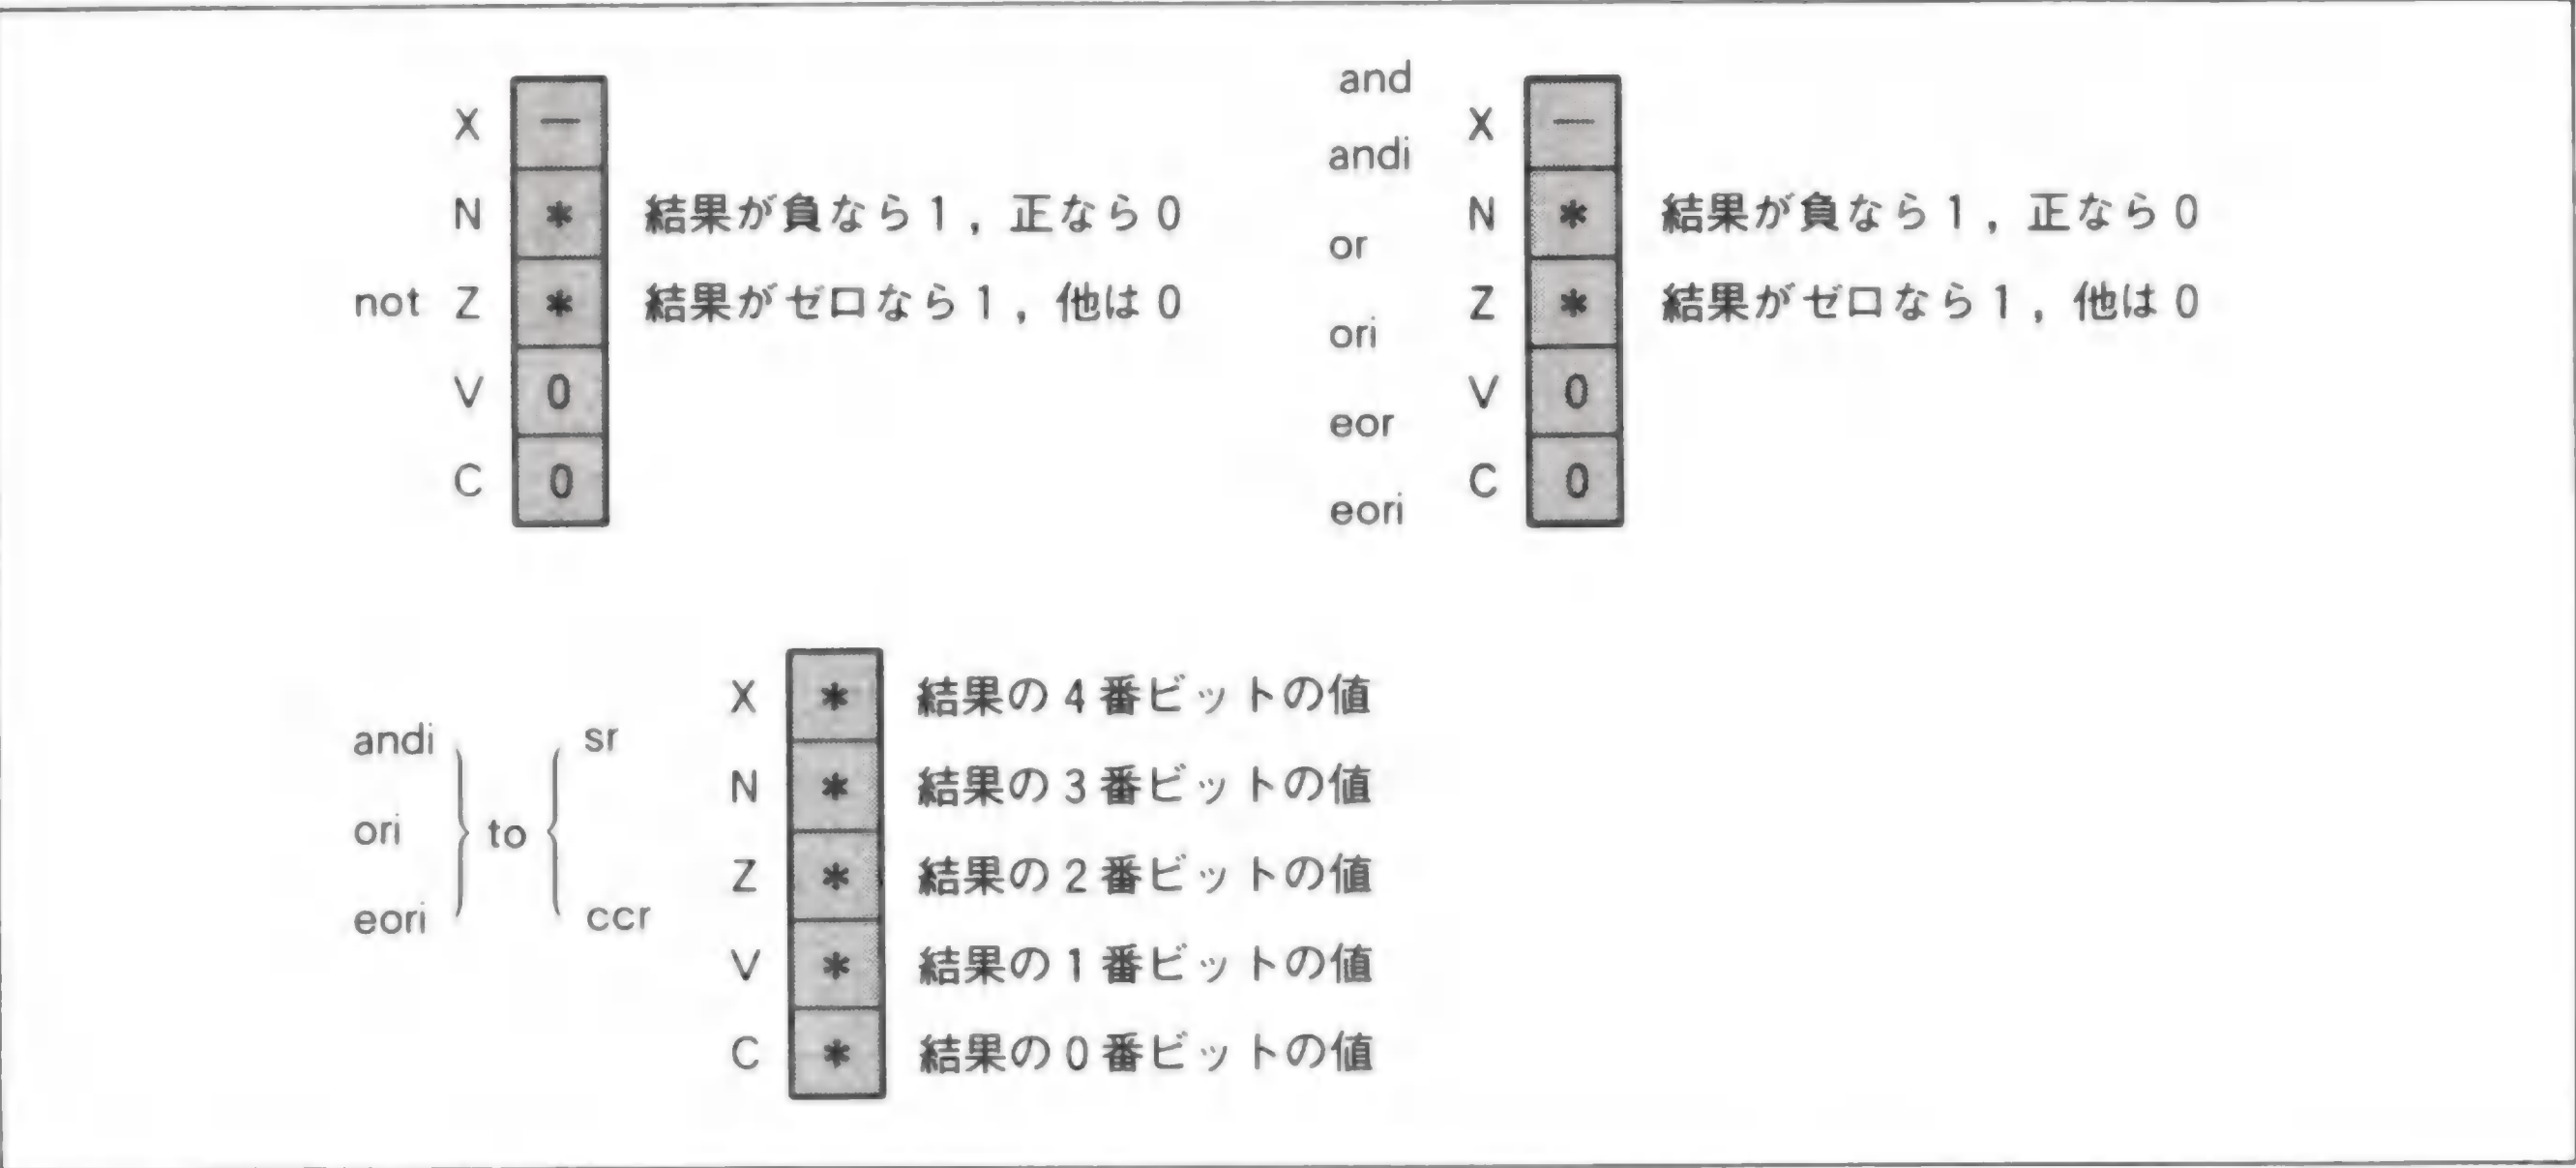 X —
N * 結果が負なら1，正なら0
not Z * 結果がゼロなら1，他は0
V 0
C 0
and
andi
or
ori
eor
eori
X —
N * 結果が負なら1，正なら0
Z * 結果がゼロなら1，他は0
V 0
C 0
andi
ori
eori
to
sr
ccr
X * 結果の4番ビットの値
N * 結果の3番ビットの値
Z * 結果の2番ビットの値
V * 結果の1番ビットの値
C * 結果の0番ビットの値